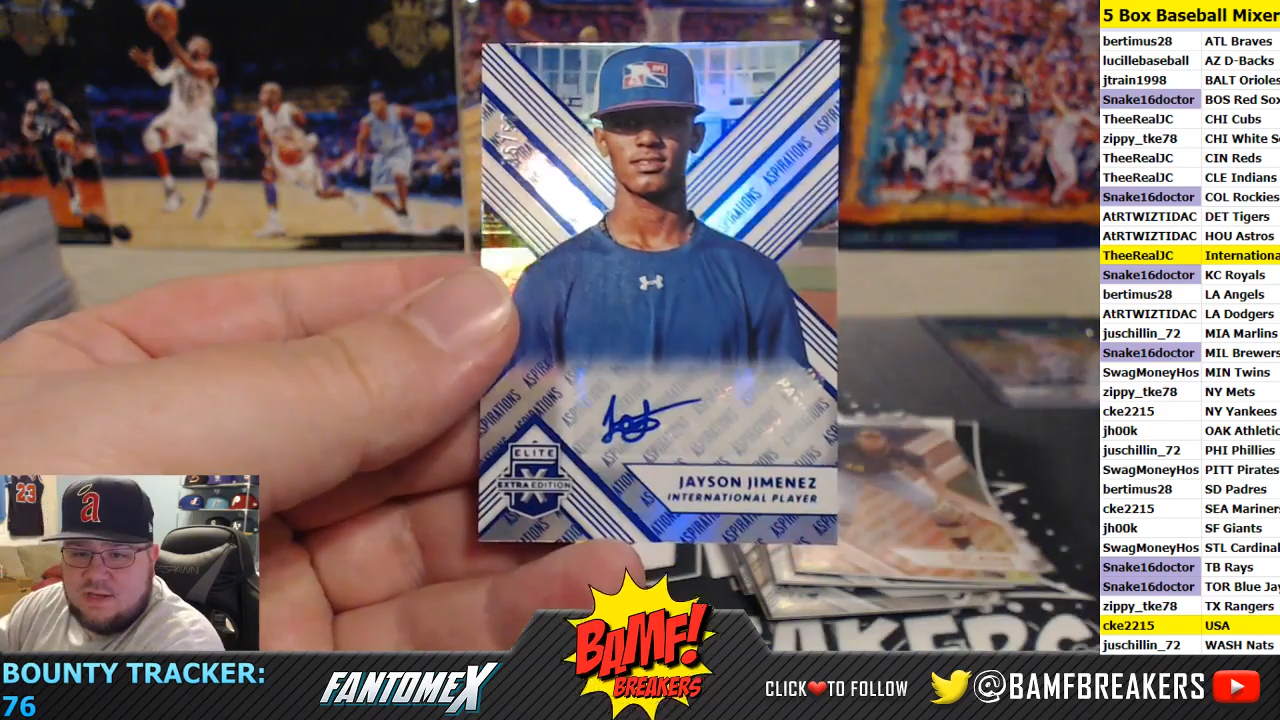 5 Box Baseball Mixer
bertimus28 ATL Braves
lucillebaseball AZ D-Backs
jtrain1998 BALT Orioles
Snake16doctor BOS Red Sox
TheeRealJC CHI Cubs
zippy_tke78 CHI White S
TheeRealJC CIN Reds
TheeRealJC CLE Indians
Snake16doctor COL Rockies
AtRTWIZTIDAC DET Tigers
AtRTWIZTIDAC HOU Astros
TheeRealJC Internationa
Snake16doctor KC Royals
bertimus28 LA Angels
AtRTWIZTIDAC LA Dodgers
juschillin_72 MIA Marlins
Snake16doctor MIL Brewers
SwagMoneyHos MIN Twins
zippy_tke78 NY Mets
cke2215 NY Yankees
jh00k OAK Athletic
juschillin_72 PHI Phillies
SwagMoneyHos PITT Pirates
bertimus28 SD Padres
cke2215 SEA Mariner
jh00k SF Giants
SwagMoneyHos STL Cardinal
Snake16doctor TB Rays
Snake16doctor TOR Blue Jay
zippy_tke78 TX Rangers
cke2215 USA
juschillin_72 WASH Nats
ASPIRATIONS ASPIRATIONS
ELITE
X
EXTRA EDITION
JAYSON JIMENEZ
INTERNATIONAL PLAYER
23
a
BOUNTY TRACKER:
76
FANTOMEX
BAMF!
BREAKERS
CLICK❤TO FOLLOW
@BAMFBREAKERS